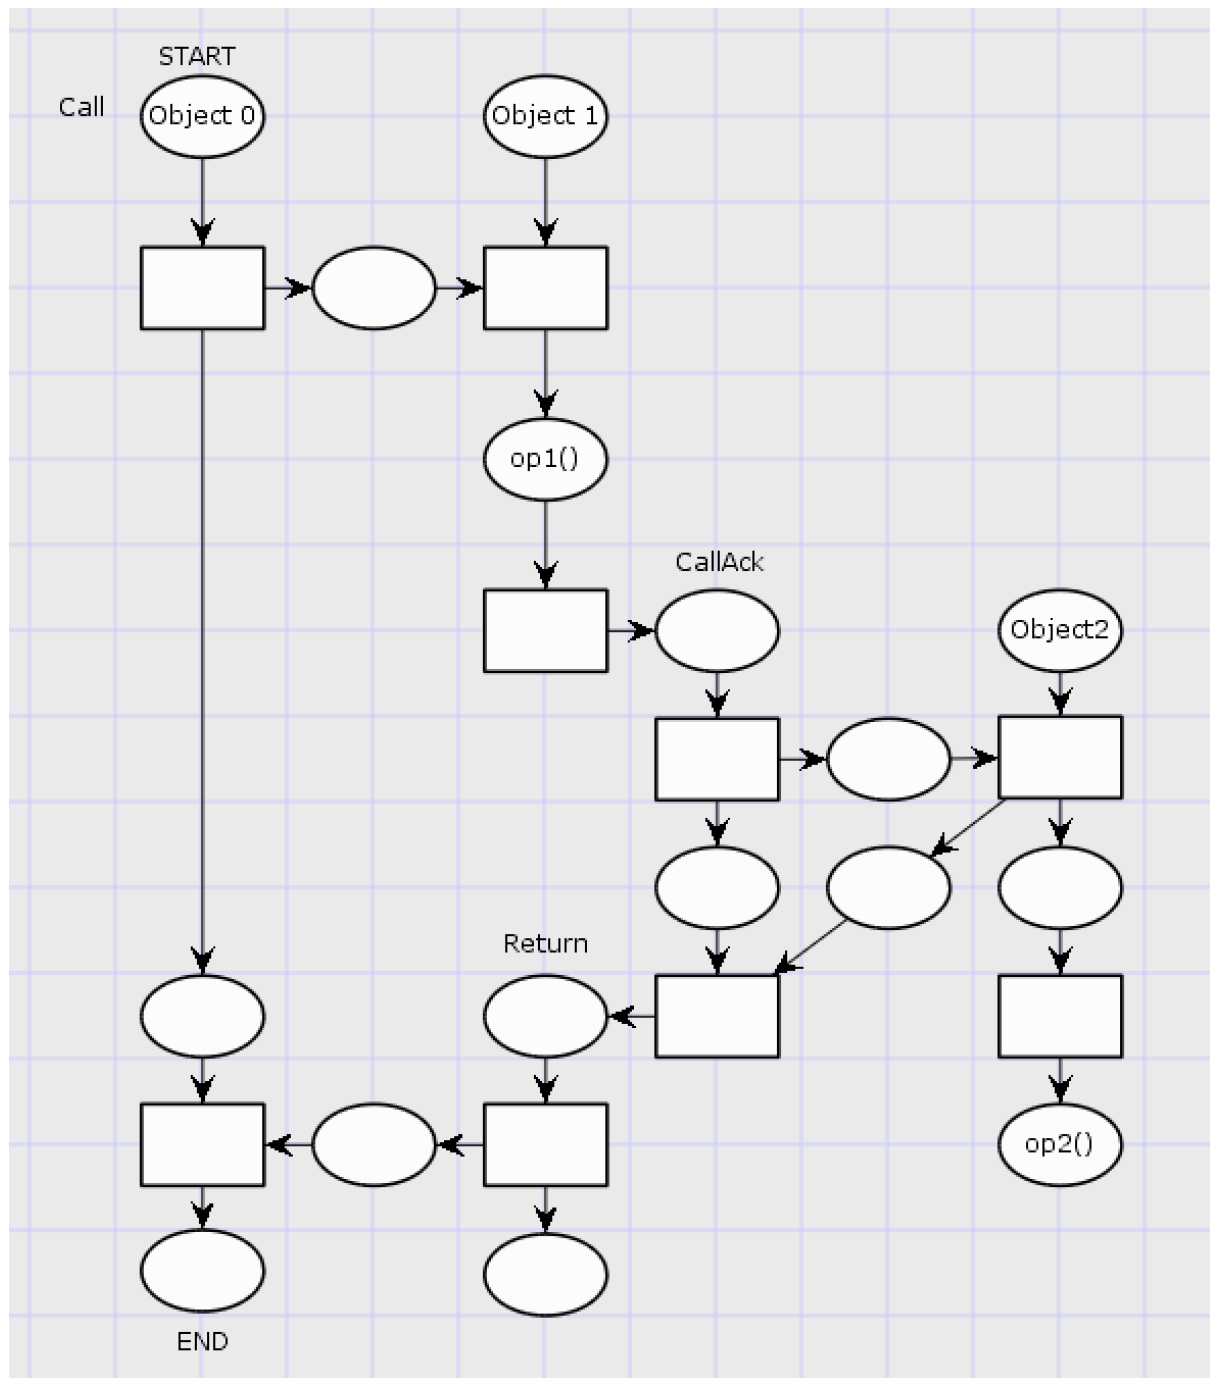 START
Call
Object 0
Object 1
op1()
CallAck
Object2
Return
op2()
END